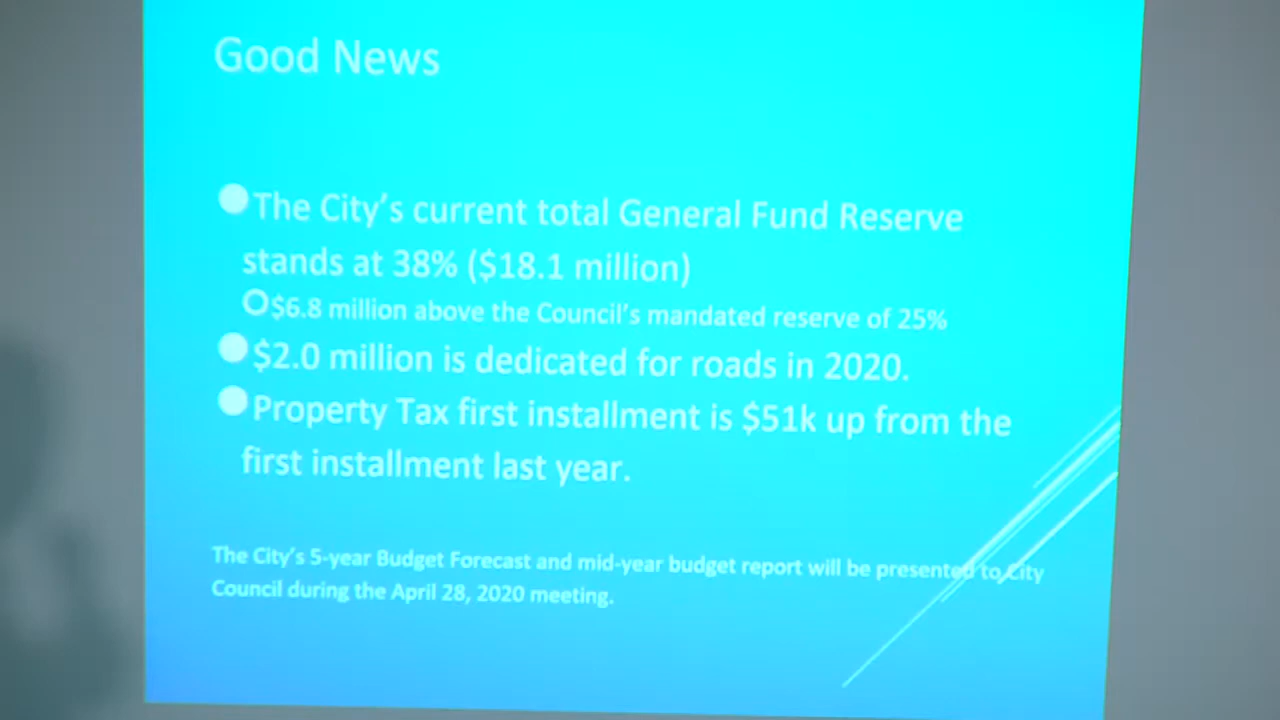 Good News
The City's current total General Fund Reserve
stands at 38% ($18.1 million)
$6.8 million above the Council's mandated reserve of 25%
$2.0 million is dedicated for roads in 2020.
Property Tax first installment is $51k up from the
first installment last year.
The City's 5-year Budget Forecast and mid-year budget report will be presented to City
Council during the April 28, 2020 meeting.